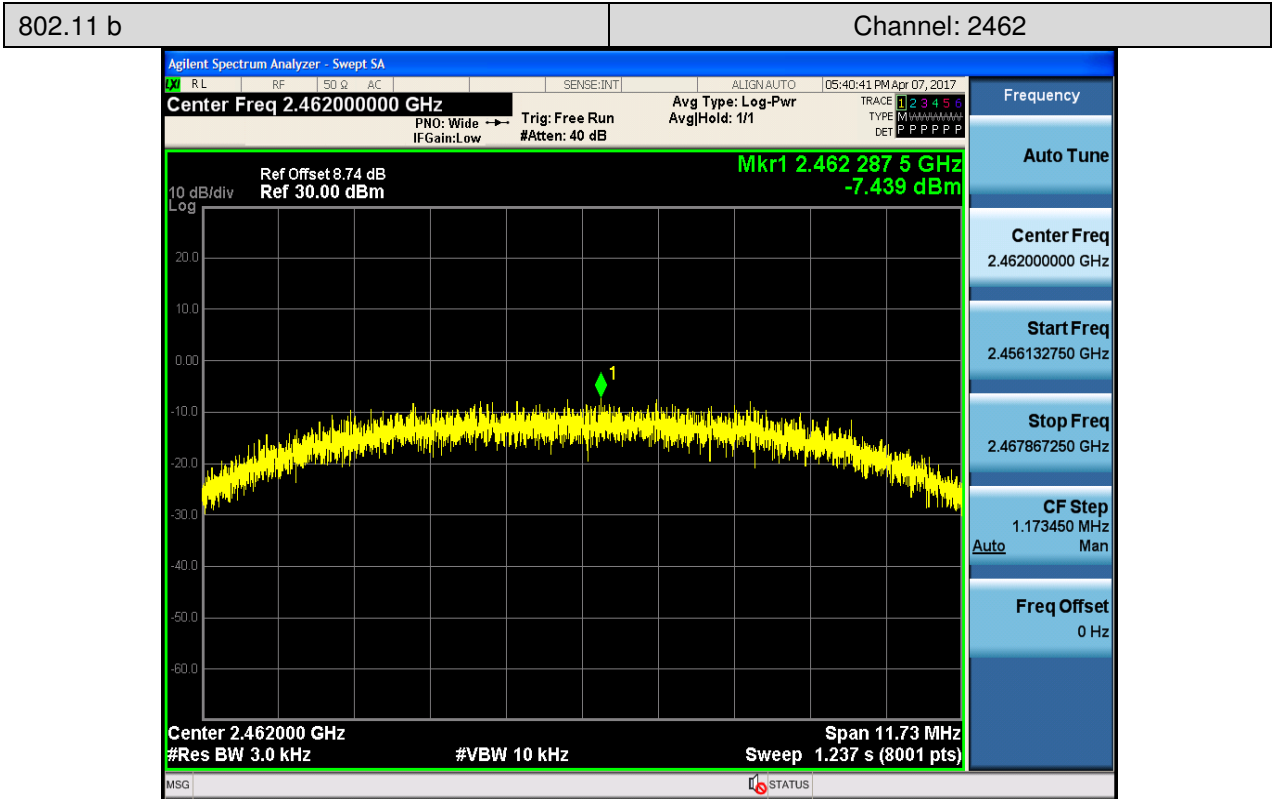 802.11 b
Channel: 2462
Agilent Spectrum Analyzer - Swept SA
LXI RL RF 50 Ω AC SENSE:INT ALIGN AUTO 05:40:41 PM Apr 07, 2017
Center Freq 2.462000000 GHz
PNO: Wide
IFGain:Low
Trig: Free Run
#Atten: 40 dB
Avg Type: Log-Pwr
Avg|Hold: 1/1
TRACE 1 2 3 4 5 6
TYPE M WWWWW
DET P P P P P P
Ref Offset 8.74 dB
10 dB/div Ref 30.00 dBm
Log
Mkr1 2.462 287 5 GHz
-7.439 dBm
20.0
10.0
0.00
-10.0
-20.0
-30.0
-40.0
-50.0
-60.0
1
Center 2.462000 GHz
Span 11.73 MHz
#Res BW 3.0 kHz
#VBW 10 kHz
Sweep 1.237 s (8001 pts)
MSG
STATUS
Frequency
Auto Tune
Center Freq
2.462000000 GHz
Start Freq
2.456132750 GHz
Stop Freq
2.467867250 GHz
CF Step
1.173450 MHz
Auto Man
Freq Offset
0 Hz